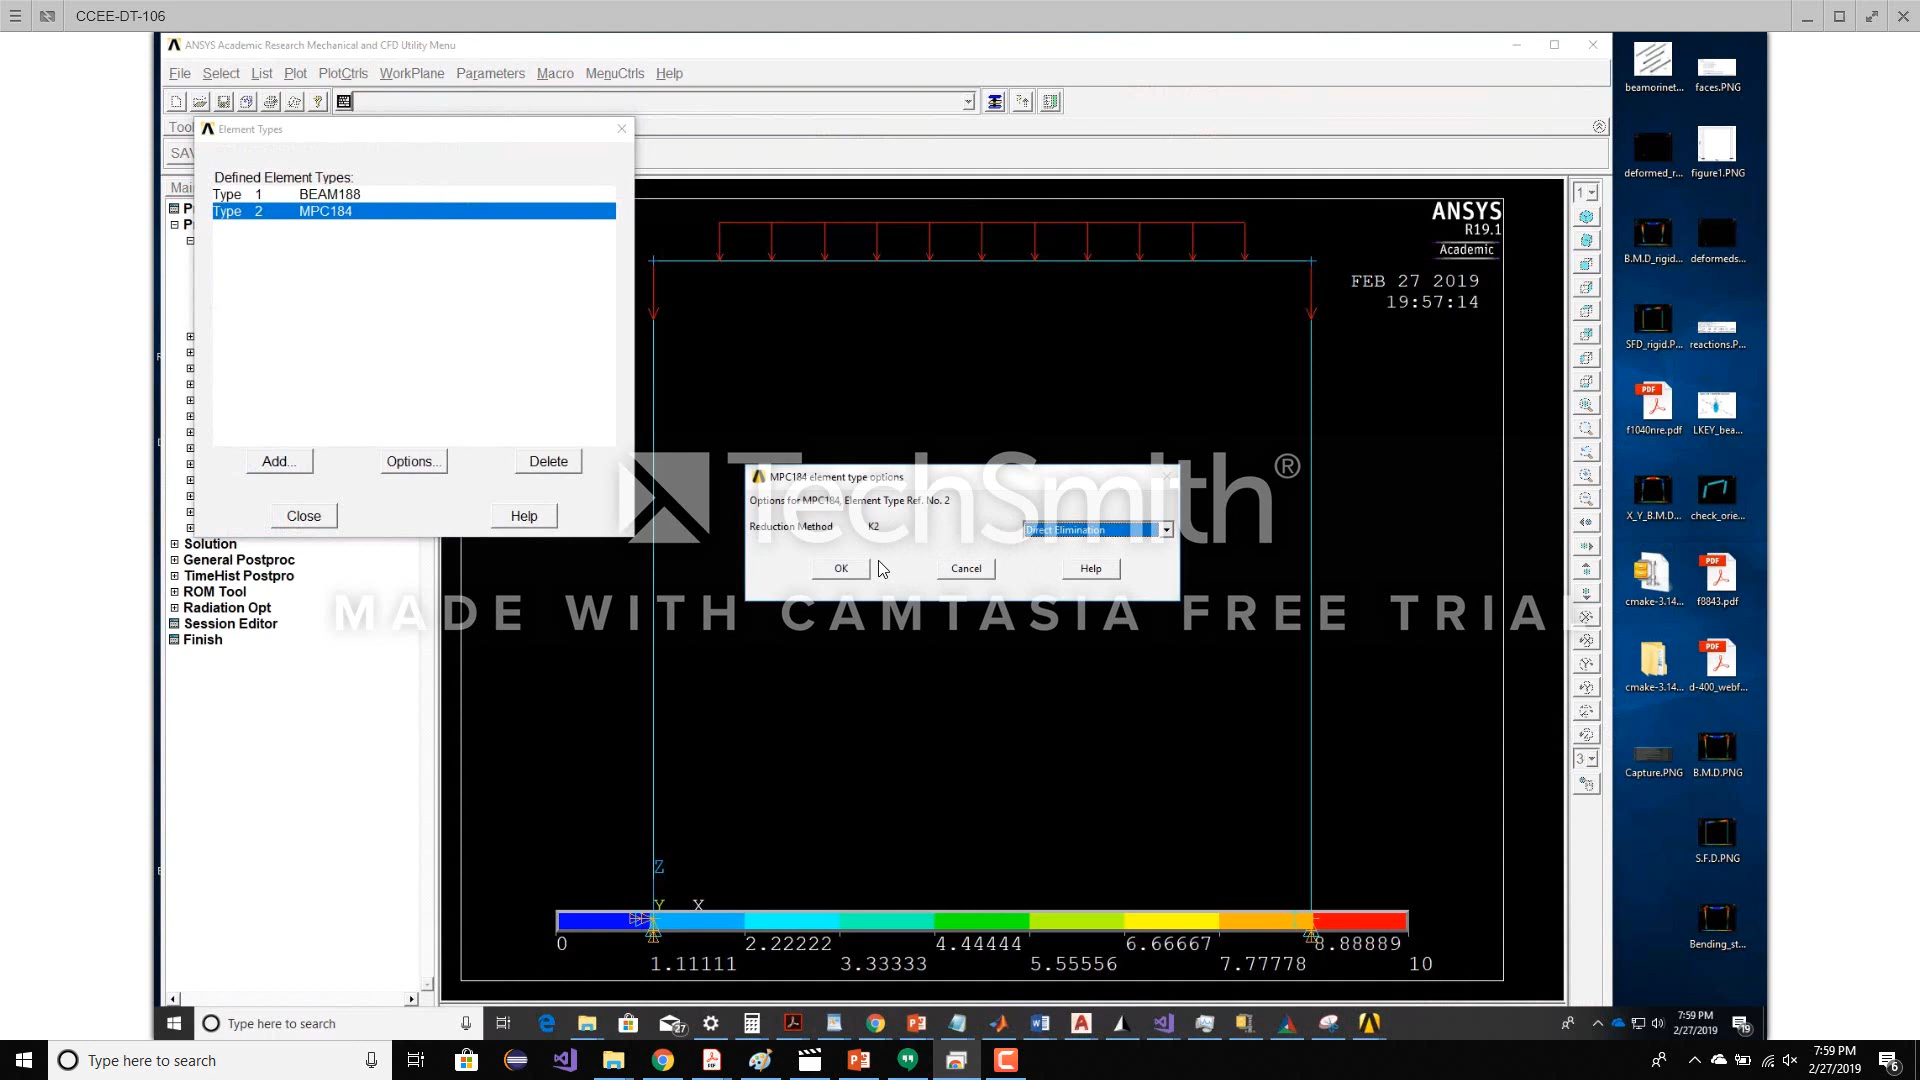 CCEE-DT-106
ANSYS Academic Research Mechanical and CFD Utility Menu
File Select List Plot PlotCtrls WorkPlane Parameters Macro MenuCtrls Help
Element Types
Defined Element Types:
Type 1 BEAM188
Type 2 MPC184
Add... Options... Delete
Close Help
Solution
General Postproc
TimeHist Postpro
ROM Tool
Radiation Opt
Session Editor
Finish
ANSYS
R19.1
Academic
FEB 27 2019
19:57:14
MPC184 element type options
Options for MPC184, Element Type Ref. No. 2
Reduction Method K2 Direct Elimination
OK Cancel Help
TechSmith®
MADE WITH CAMTASIA FREE TRIA
Z
Y X
0 2.22222 4.44444 6.66667 8.88889
1.11111 3.33333 5.55556 7.77778 10
1
3
beamorinet... faces.PNG
deformed_r... figure1.PNG
B.M.D_rigid... deformeds...
SFD_rigid.P... reactions.P...
f1040nre.pdf LKEY_bea...
X_Y_B.M.D... check_orie...
cmake-3.14... f8843.pdf
cmake-3.14... d-400_webf...
Capture.PNG B.M.D.PNG
S.F.D.PNG
Bending_st...
Type here to search
27
7:59 PM
2/27/2019
19
Type here to search
7:59 PM
2/27/2019
6